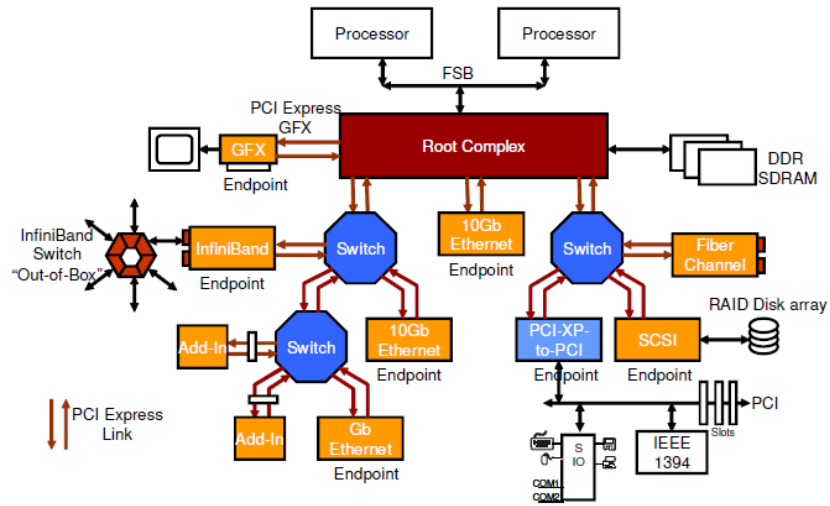 Processor
Processor
FSB
PCI Express
GFX
GFX
Root Complex
Endpoint
DDR
SDRAM
InfiniBand
Switch
“Out-of-Box”
InfiniBand
Endpoint
Switch
10Gb
Ethernet
Endpoint
Switch
Fiber
Channel
RAID Disk array
Add-In
Switch
10Gb
Ethernet
Endpoint
PCI-XP-
to-PCI
Endpoint
SCSI
Endpoint
PCI Express
Link
Add-In
Gb
Ethernet
Endpoint
PCI
Slots
S
IO
IEEE
1394
COM1
COM2